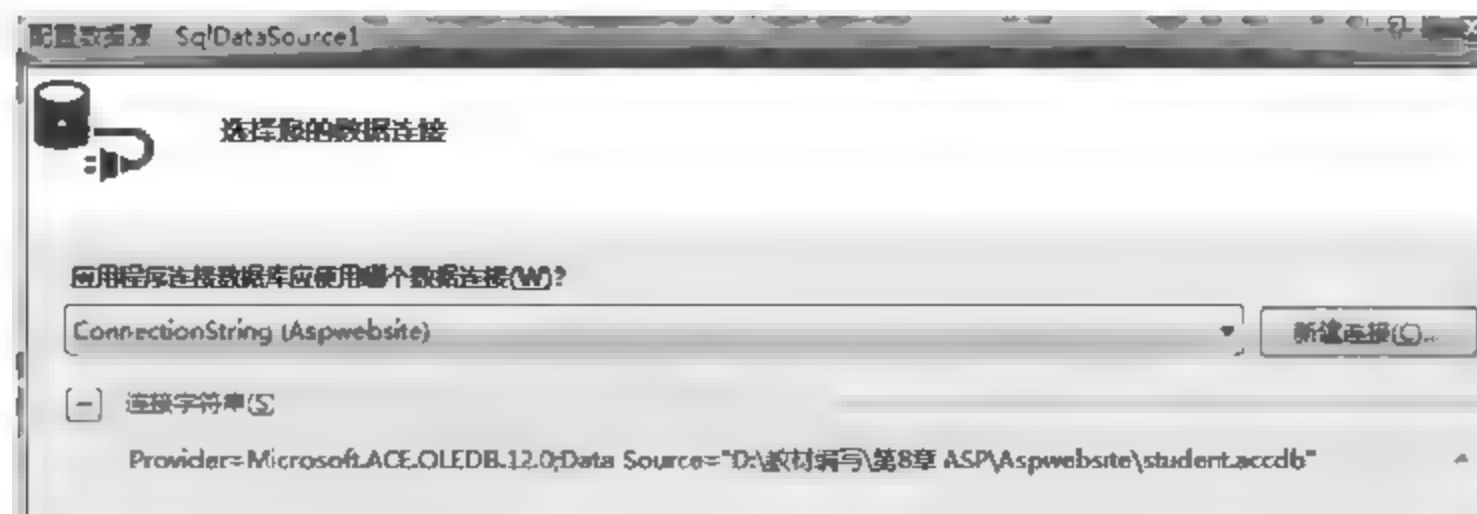 配置数据源 - SqlDataSource1
选择您的数据连接
应用程序连接数据库应使用哪个数据连接(W)?
ConnectionString (Aspwebsite)
新建连接(C)...
连接字符串(S)
Provider=Microsoft.ACE.OLEDB.12.0;Data Source="D:\教材编写\第8章 ASP\Aspwebsite\student.accdb"